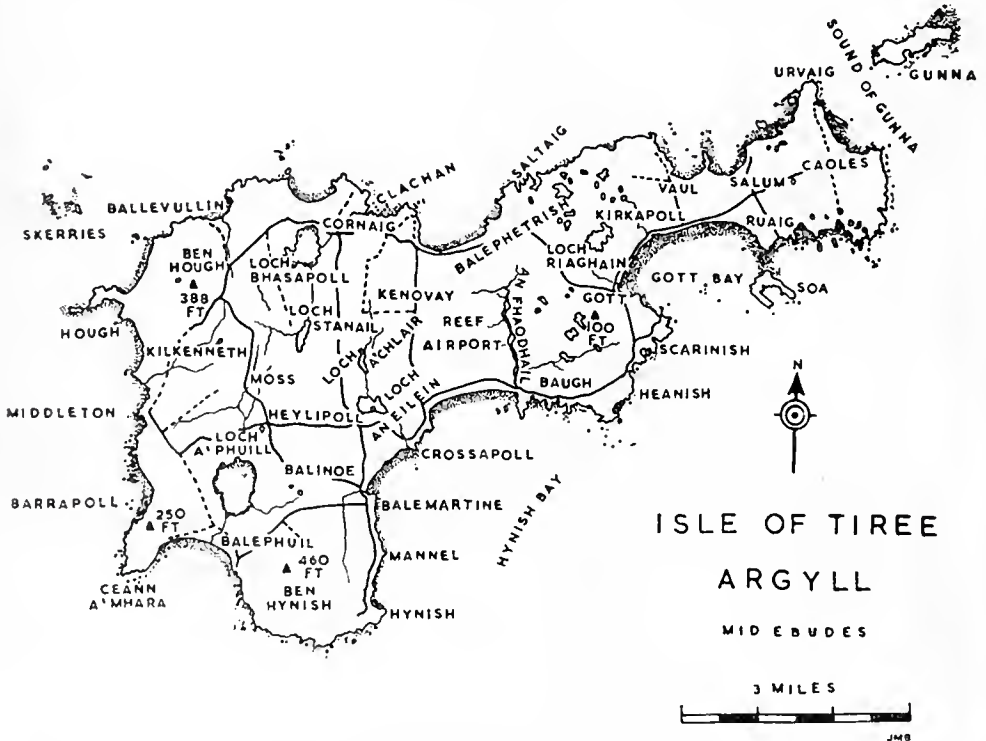 SOUND OF GUNNA
GUNNA
URVAIG
CAOLES
SALUM
VAUL
RUAIG
SALTAIG
KIRKAPOLL
BALEPHETRISH
LOCH
RIAGHAIN
GOTT BAY
SOA
CLACHAN
CORNAIG
BALLEVULLIN
SKERRIES
BEN
HOUGH
388
FT
LOCH
BHASAPOLL
LOCH
STANAIL
KENOVAY
REEF
AIRPORT
AN FHAODHAIL
GOTT
100
FT
SCARINISH
HOUGH
KILKENNETH
MOSS
LOCH A'CHLAIR
LOCH
AN EILEIN
BAUGH
HEANISH
MIDDLETON
HEYLIPOLL
LOCH
A'PHUILL
BALINOE
CROSSAPOLL
BARRAPOLL
250
FT
BALEMARTINE
HYNISH BAY
BALEPHUIL
MANNEL
460
FT
BEN
HYNISH
CEANN
A'MHARA
HYNISH
N
ISLE OF TIREE
ARGYLL
MID EBUDES
3 MILES
JMB